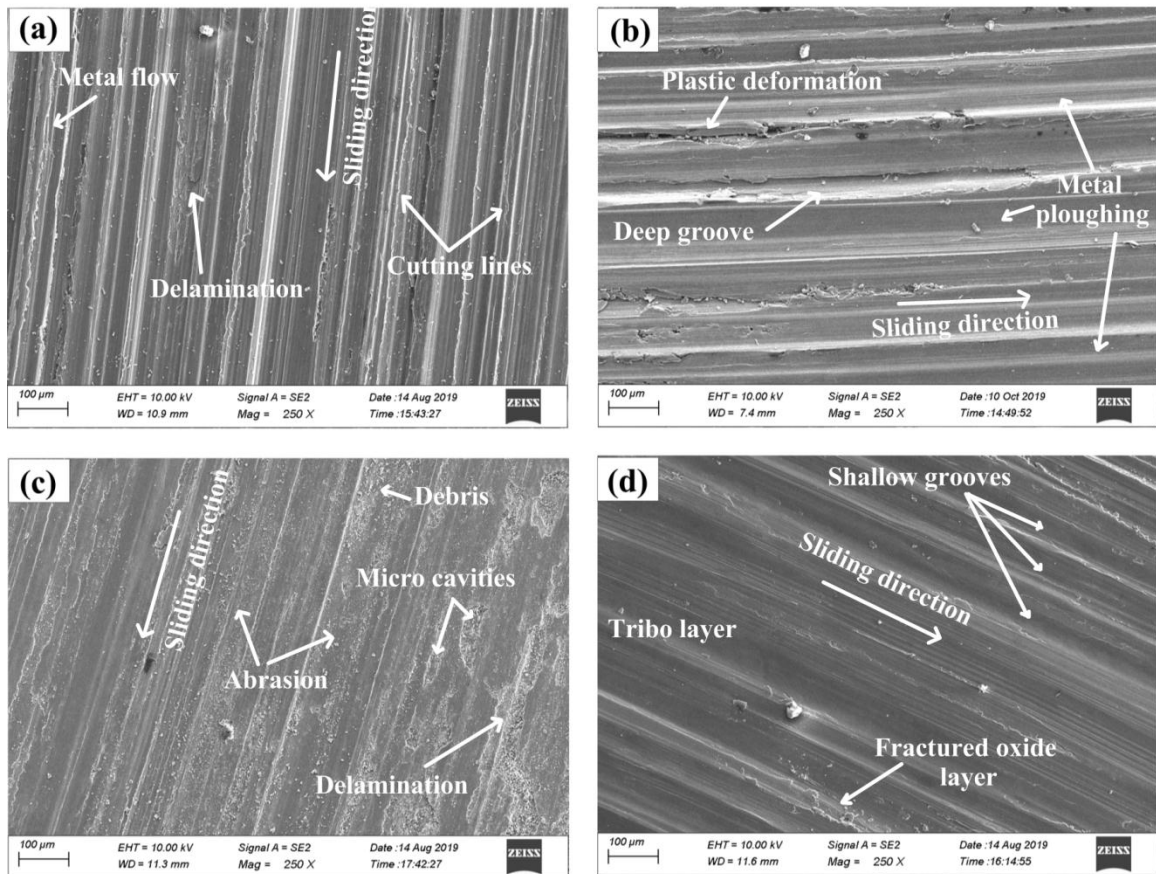 (a)
Metal flow
Sliding direction
Delamination
Cutting lines
100 µm
EHT = 10.00 kV
Signal A = SE2
Date :14 Aug 2019
WD = 10.9 mm
Mag = 250 X
Time :15:43:27
ZEISS
(b)
Plastic deformation
Deep groove
Metal
ploughing
Sliding direction
100 µm
EHT = 10.00 kV
Signal A = SE2
Date :10 Oct 2019
WD = 7.4 mm
Mag = 250 X
Time :14:49:52
ZEISS
(c)
Sliding direction
Debris
Micro cavities
Abrasion
Delamination
100 µm
EHT = 10.00 kV
Signal A = SE2
Date :14 Aug 2019
WD = 11.3 mm
Mag = 250 X
Time :17:42:27
ZEISS
(d)
Shallow grooves
Sliding direction
Tribo layer
Fractured oxide
layer
100 µm
EHT = 10.00 kV
Signal A = SE2
Date :14 Aug 2019
WD = 11.6 mm
Mag = 250 X
Time :16:14:55
ZEISS